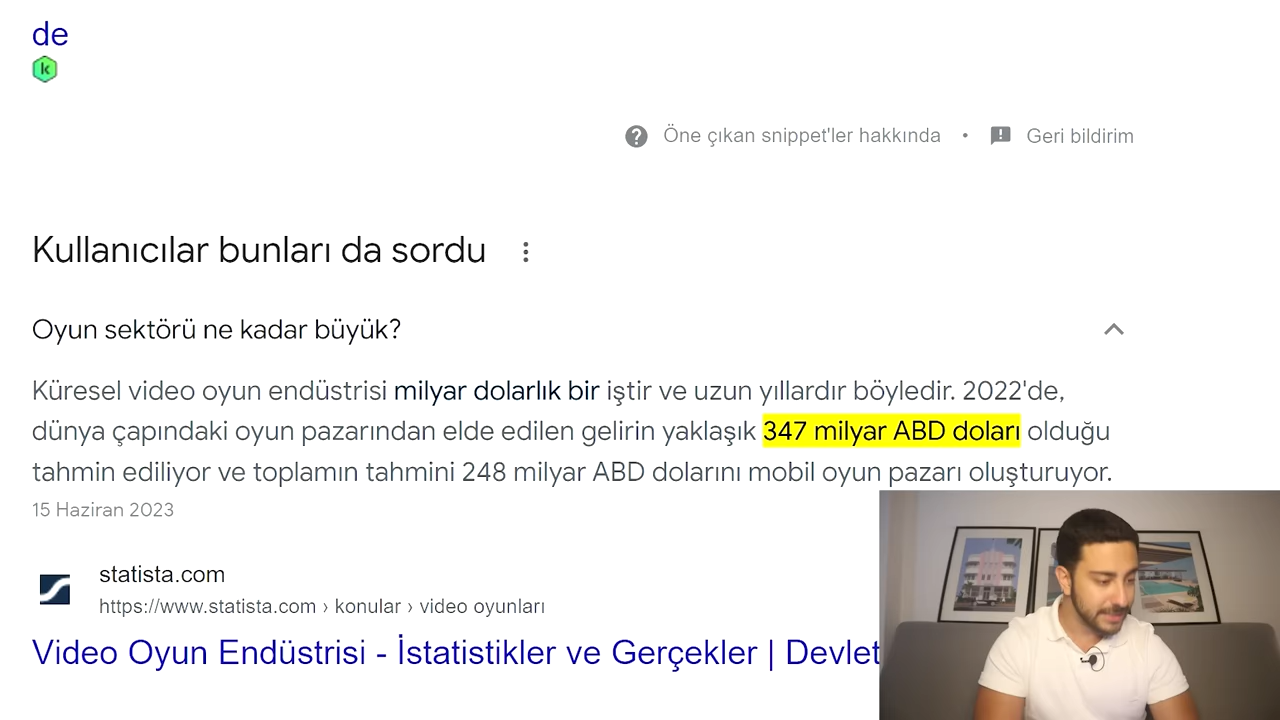 de
k
Öne çıkan snippet'ler hakkında • Geri bildirim
Kullanıcılar bunları da sordu
Oyun sektörü ne kadar büyük?
Küresel video oyun endüstrisi milyar dolarlık bir iştir ve uzun yıllardır böyledir. 2022'de,
dünya çapındaki oyun pazarından elde edilen gelirin yaklaşık 347 milyar ABD doları olduğu
tahmin ediliyor ve toplamın tahmini 248 milyar ABD dolarını mobil oyun pazarı oluşturuyor.
15 Haziran 2023
statista.com
https://www.statista.com › konular › video oyunları
Video Oyun Endüstrisi - İstatistikler ve Gerçekler | Devlet